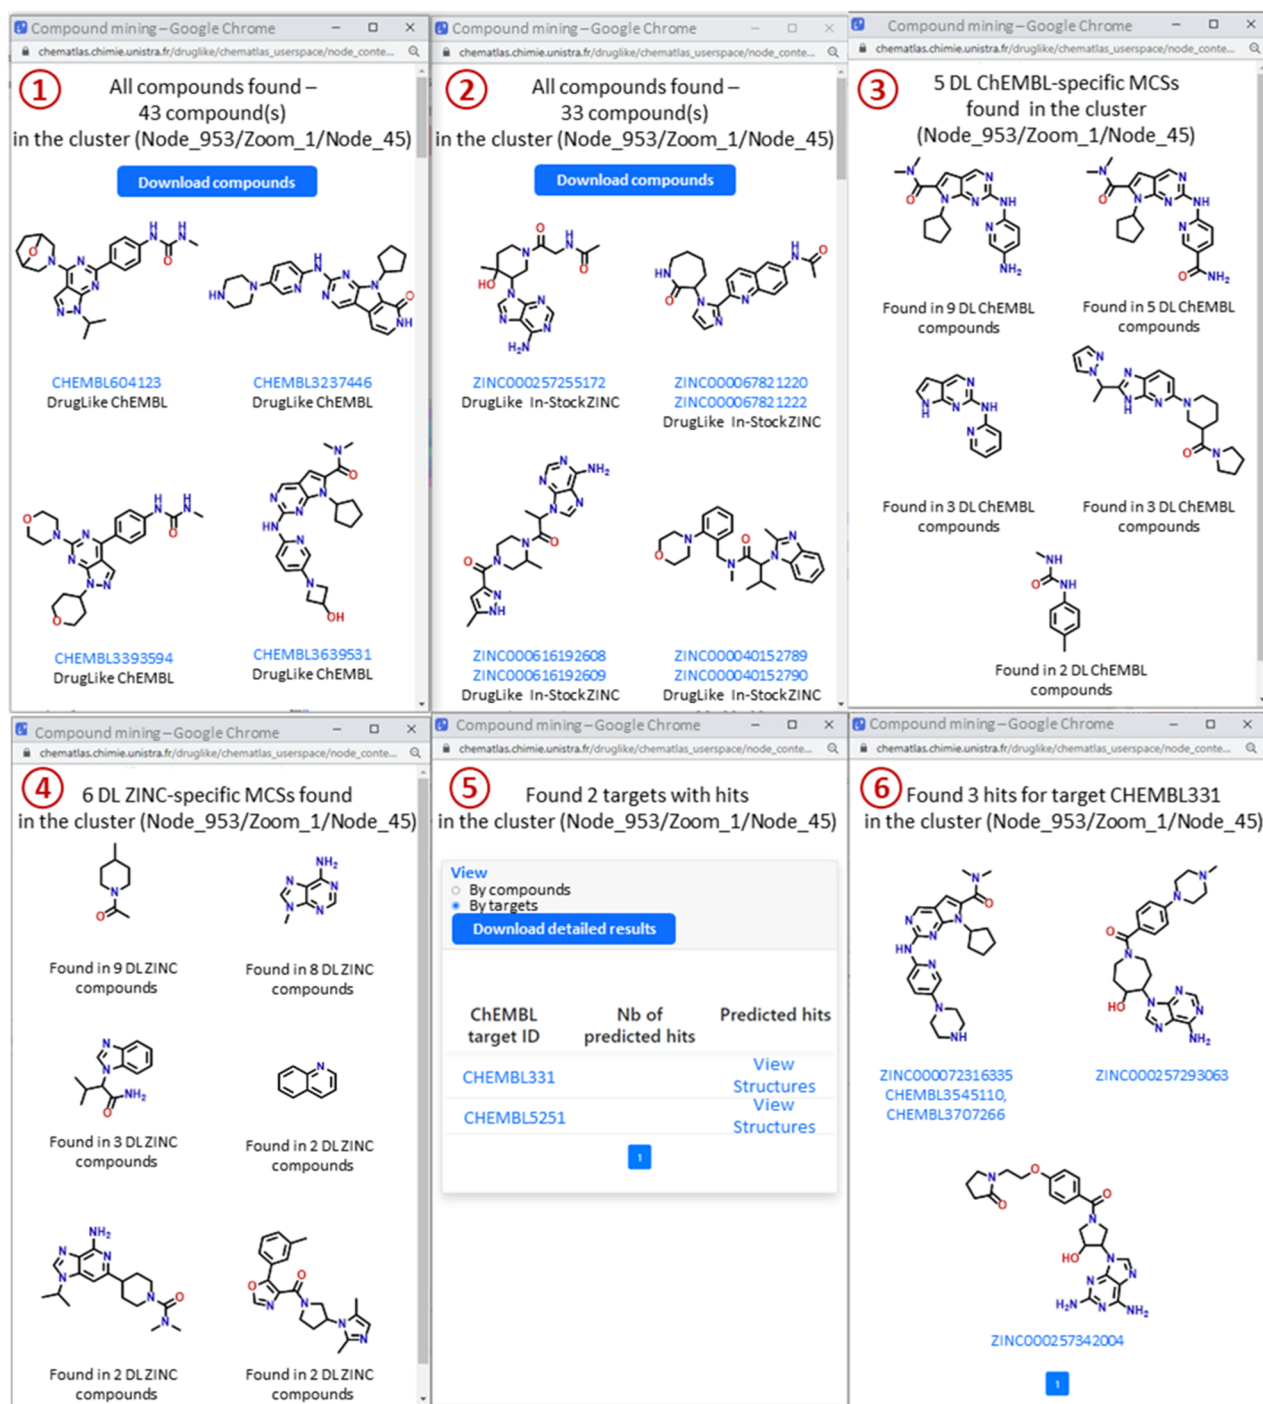 Compound mining – Google Chrome
chematlas.chimie.unistra.fr/druglike/chematlas_userspace/node_conte...
1
All compounds found –
43 compound(s)
in the cluster (Node_953/Zoom_1/Node_45)
Download compounds
CHEMBL604123
DrugLike ChEMBL
CHEMBL3237446
DrugLike ChEMBL
CHEMBL3393594
DrugLike ChEMBL
CHEMBL3639531
DrugLike ChEMBL
Compound mining – Google Chrome
chematlas.chimie.unistra.fr/druglike/chematlas_userspace/node_conte...
2
All compounds found –
33 compound(s)
in the cluster (Node_953/Zoom_1/Node_45)
Download compounds
ZINC000257255172
DrugLike In-StockZINC
ZINC000067821220
ZINC000067821222
DrugLike In-StockZINC
ZINC000616192608
ZINC000616192609
DrugLike In-StockZINC
ZINC000040152789
ZINC000040152790
DrugLike In-StockZINC
Compound mining – Google Chrome
chematlas.chimie.unistra.fr/druglike/chematlas_userspace/node_conte...
3
5 DL ChEMBL-specific MCSs
found in the cluster
(Node_953/Zoom_1/Node_45)
Found in 9 DL ChEMBL
compounds
Found in 5 DL ChEMBL
compounds
Found in 3 DL ChEMBL
compounds
Found in 3 DL ChEMBL
compounds
Found in 2 DL ChEMBL
compounds
Compound mining – Google Chrome
chematlas.chimie.unistra.fr/druglike/chematlas_userspace/node_conte...
4
6 DL ZINC-specific MCSs found
in the cluster (Node_953/Zoom_1/Node_45)
Found in 9 DL ZINC
compounds
Found in 8 DL ZINC
compounds
Found in 3 DL ZINC
compounds
Found in 2 DL ZINC
compounds
Found in 2 DL ZINC
compounds
Found in 2 DL ZINC
compounds
Compound mining – Google Chrome
chematlas.chimie.unistra.fr/druglike/chematlas_userspace/node_conte...
5
Found 2 targets with hits
in the cluster (Node_953/Zoom_1/Node_45)
View
By compounds
By targets
Download detailed results
ChEMBL
target ID
Nb of
predicted hits
Predicted hits
CHEMBL331
View
Structures
CHEMBL5251
View
Structures
1
Compound mining – Google Chrome
chematlas.chimie.unistra.fr/druglike/chematlas_userspace/node_conte...
6
Found 3 hits for target CHEMBL331
in the cluster (Node_953/Zoom_1/Node_45)
ZINC000072316335
CHEMBL3545110,
CHEMBL3707266
ZINC000257293063
ZINC000257342004
1